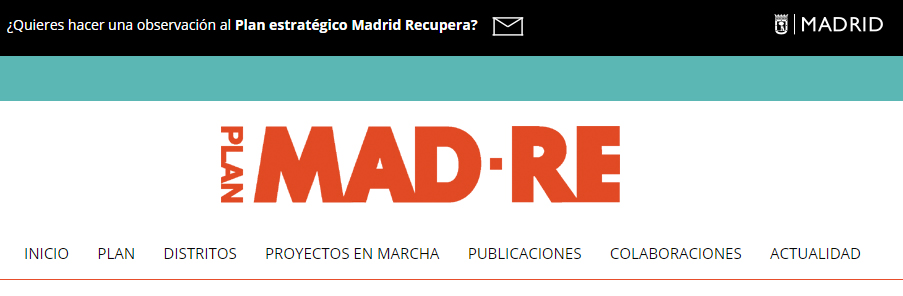 ¿Quieres hacer una observación al Plan estratégico Madrid Recupera?
MADRID
PLAN
MAD·RE
INICIO PLAN DISTRITOS PROYECTOS EN MARCHA PUBLICACIONES COLABORACIONES ACTUALIDAD